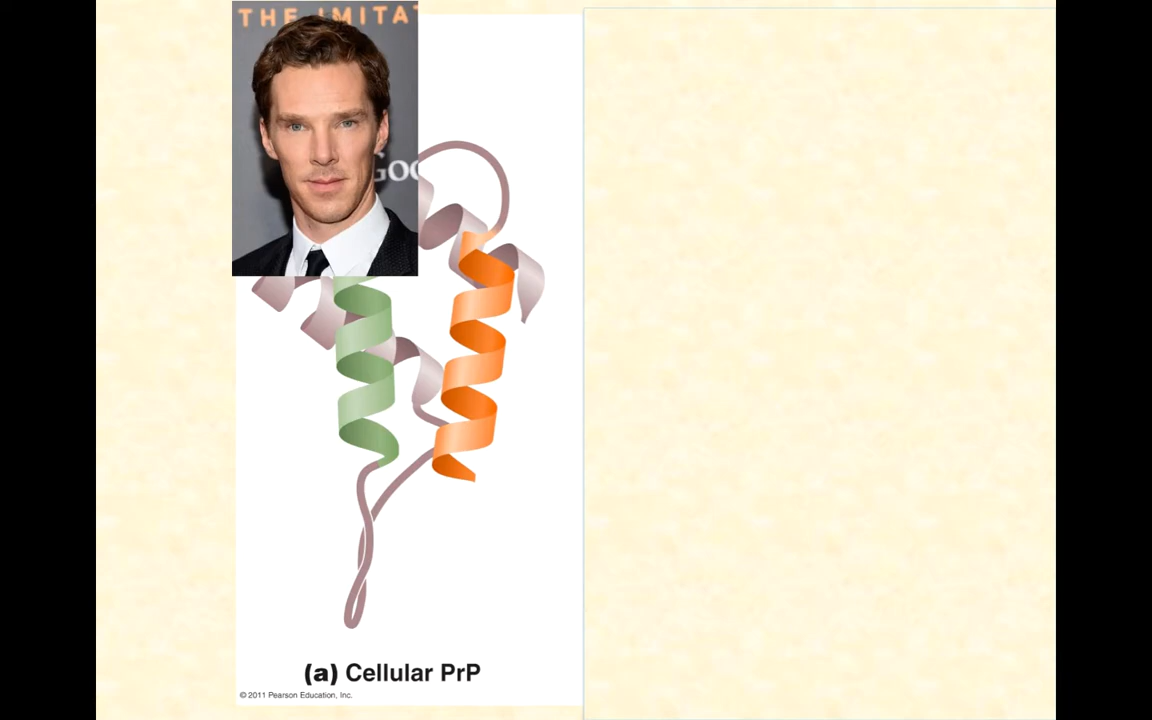 THE IMITAT
Goo
(a) Cellular PrP
© 2011 Pearson Education, Inc.